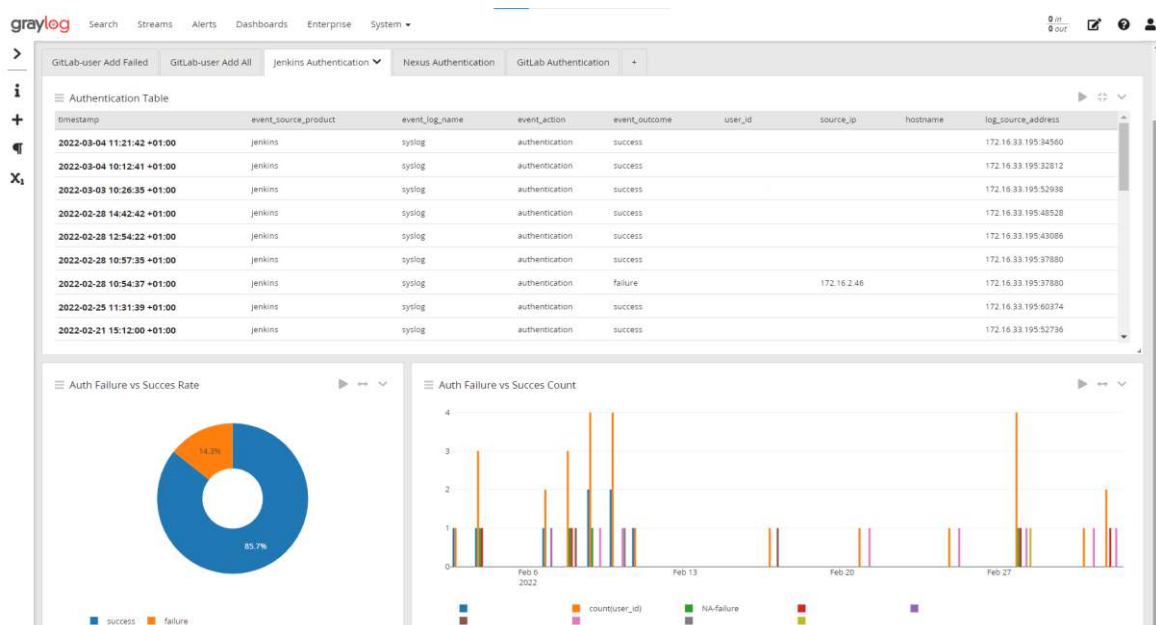 graylog Search Streams Alerts Dashboards Enterprise System 0 in 0 out
GitLab-user Add Failed GitLab-user Add All Jenkins Authentication Nexus Authentication GitLab Authentication +
Authentication Table
timestamp event_source_product event_log_name event_action event_outcome user_id source_ip hostname log_source_address
2022-03-04 11:21:42 +01:00 jenkins syslog authentication success 172.16.33.195:34560
2022-03-04 10:12:41 +01:00 jenkins syslog authentication success 172.16.33.195:32812
2022-03-03 10:26:35 +01:00 jenkins syslog authentication success 172.16.33.195:52938
2022-02-28 14:42:42 +01:00 jenkins syslog authentication success 172.16.33.195:48528
2022-02-28 12:54:22 +01:00 jenkins syslog authentication success 172.16.33.195:43086
2022-02-28 10:57:35 +01:00 jenkins syslog authentication success 172.16.33.195:37880
2022-02-28 10:54:37 +01:00 jenkins syslog authentication failure 172.16.2.46 172.16.33.195:37880
2022-02-25 11:31:39 +01:00 jenkins syslog authentication success 172.16.33.195:60374
2022-02-21 15:12:00 +01:00 jenkins syslog authentication success 172.16.33.195:52736
Auth Failure vs Succes Rate
14.3%
85.7%
success failure
Auth Failure vs Succes Count
4
3
2
1
0
Feb 6 Feb 13 Feb 20 Feb 27
2022
count(user_id) NA-failure